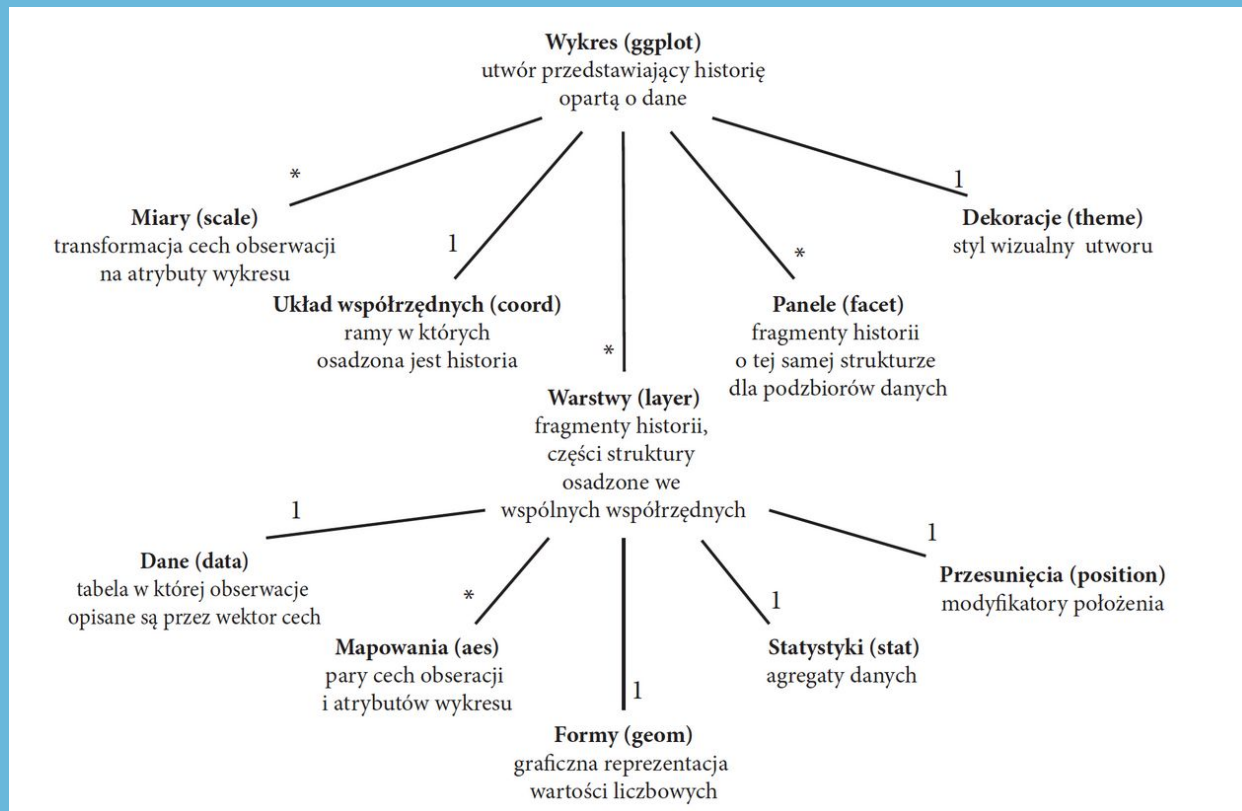 Wykres (ggplot)
utwór przedstawiający historię
opartą o dane
*
Miary (scale)
transformacja cech obserwacji
na atrybuty wykresu
1
Układ współrzędnych (coord)
ramy w których
osadzona jest historia
*
Warstwy (layer)
fragmenty historii,
części struktury
osadzone we
wspólnych współrzędnych
*
Panele (facet)
fragmenty historii
o tej samej strukturze
dla podzbiorów danych
1
Dekoracje (theme)
styl wizualny utworu
1
Dane (data)
tabela w której obserwacje
opisane są przez wektor cech
*
Mapowania (aes)
pary cech obseracji
i atrybutów wykresu
1
Formy (geom)
graficzna reprezentacja
wartości liczbowych
1
Statystyki (stat)
agregaty danych
1
Przesunięcia (position)
modyfikatory położenia